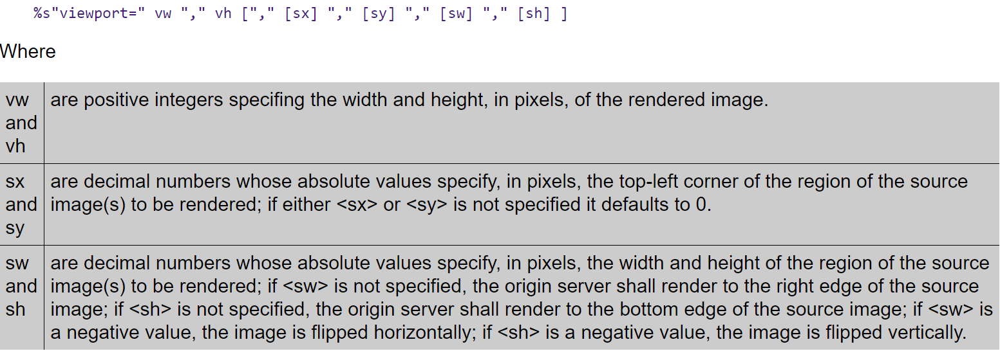 %s"viewport=" vw "," vh ["," [sx] "," [sy] "," [sw] "," [sh] ]
Where
vw and vh
are positive integers specifing the width and height, in pixels, of the rendered image.
sx and sy
are decimal numbers whose absolute values specify, in pixels, the top-left corner of the region of the source
image(s) to be rendered; if either <sx> or <sy> is not specified it defaults to 0.
sw and sh
are decimal numbers whose absolute values specify, in pixels, the width and height of the region of the source
image(s) to be rendered; if <sw> is not specified, the origin server shall render to the right edge of the source
image; if <sh> is not specified, the origin server shall render to the bottom edge of the source image; if <sw> is
a negative value, the image is flipped horizontally; if <sh> is a negative value, the image is flipped vertically.